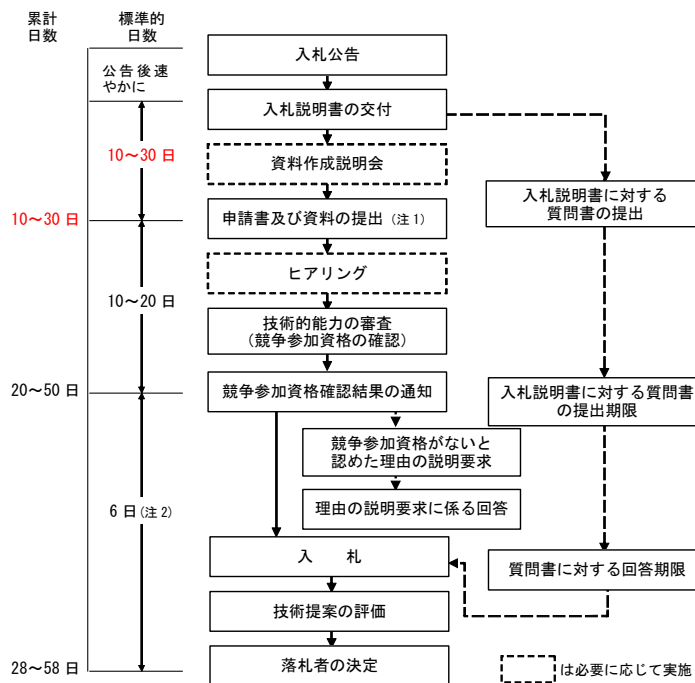 累計
日数
標準的
日数
公告後速
やかに
入札公告
入札説明書の交付
10～30 日
資料作成説明会
入札説明書に対する
質問書の提出
10～30 日
申請書及び資料の提出 (注 1)
ヒアリング
10～20 日
技術的能力の審査
(競争参加資格の確認)
20～50 日
競争参加資格確認結果の通知
入札説明書に対する質問書
の提出期限
競争参加資格がないと
認めた理由の説明要求
6 日 (注 2)
理由の説明要求に係る回答
入　札
質問書に対する回答期限
技術提案の評価
28～58 日
落札者の決定
は必要に応じて実施